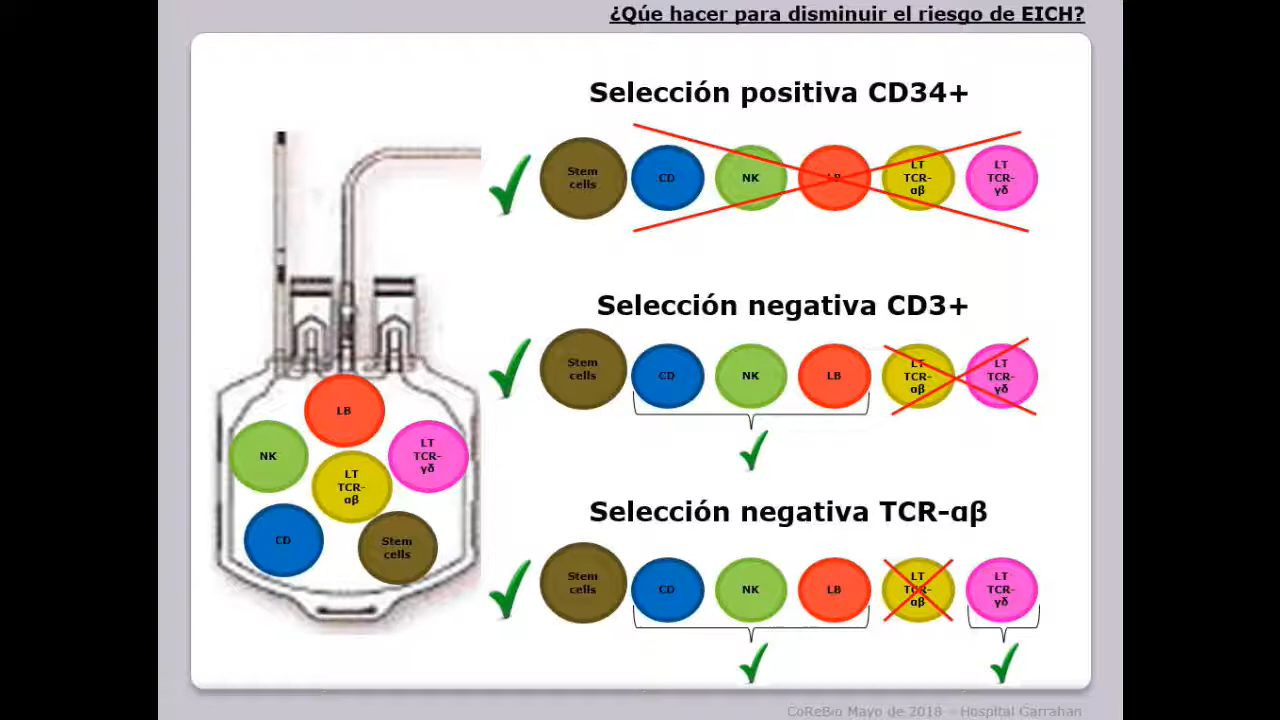 ¿Qúe hacer para disminuir el riesgo de EICH?
Selección positiva CD34+
Stem
cells
CD
NK
LB
LT
TCR-
αβ
LT
TCR-
γδ
Selección negativa CD3+
Stem
cells
CD
NK
LB
LT
TCR-
αβ
LT
TCR-
γδ
Selección negativa TCR-αβ
Stem
cells
CD
NK
LB
LT
TCR-
αβ
LT
TCR-
γδ
LB
NK
LT
TCR-
γδ
LT
TCR-
αβ
CD
Stem
cells
CoReBio Mayo de 2018 - Hospital Garrahan